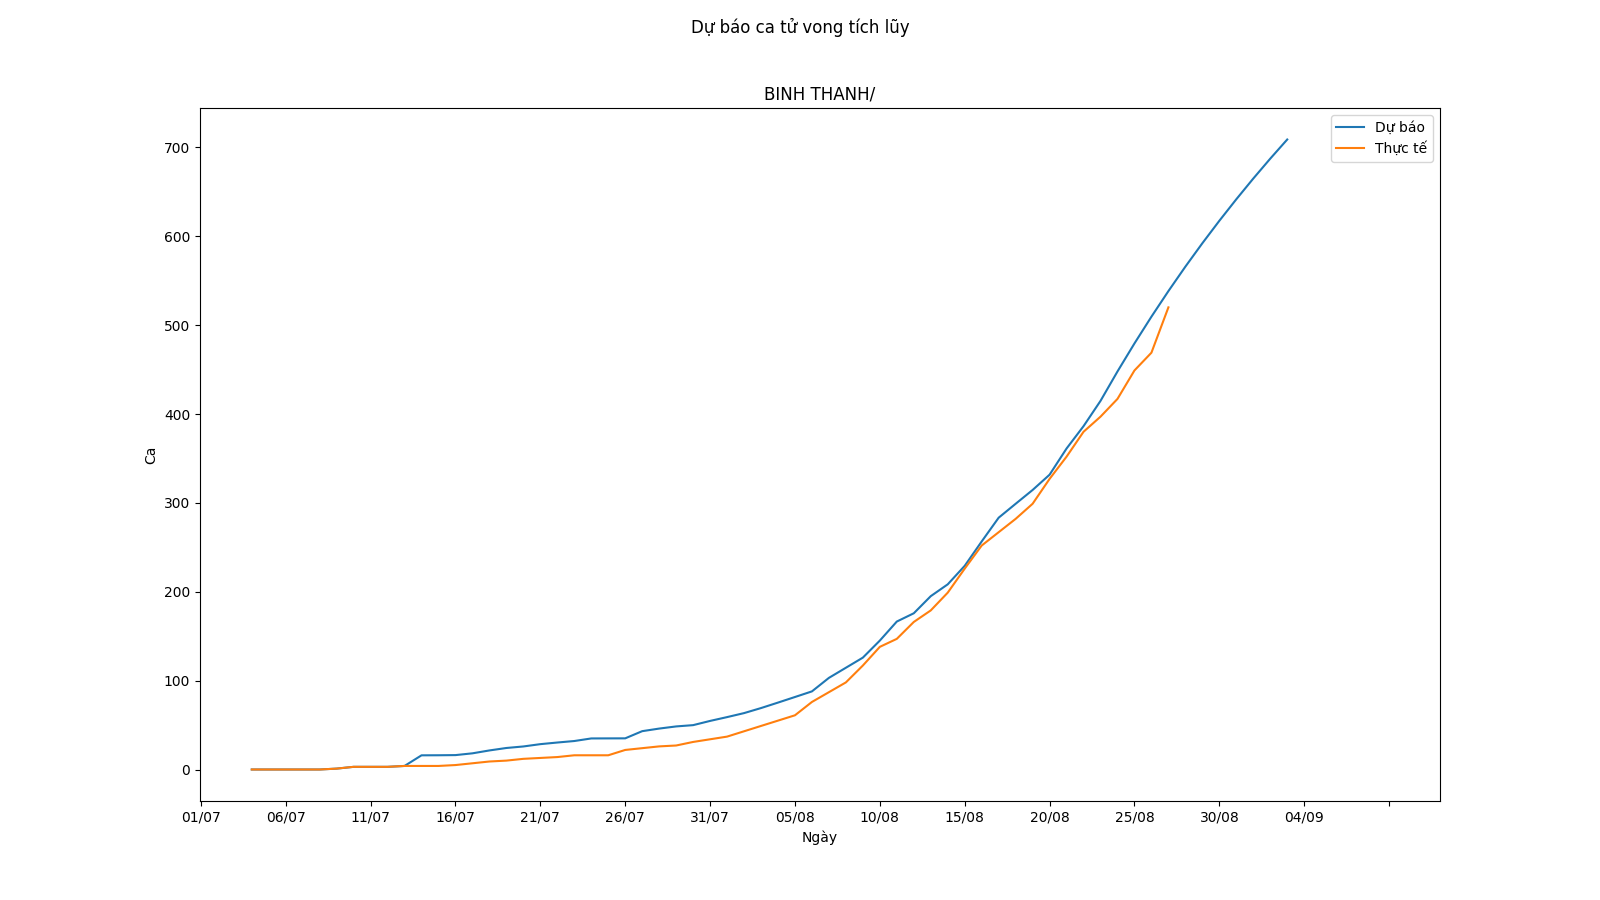 Dự báo ca tử vong tích lũy
BINH THANH/
Dự báo
Thực tế
700
600
500
400
300
200
100
0
Ca
01/07 06/07 11/07 16/07 21/07 26/07 31/07 05/08 10/08 15/08 20/08 25/08 30/08 04/09
Ngày